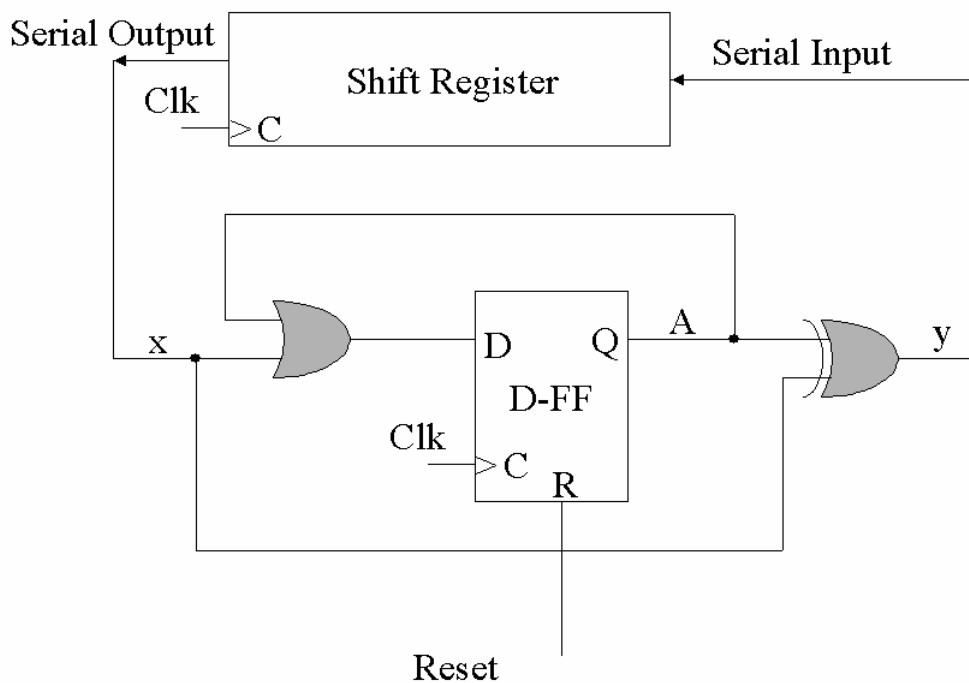 Serial Output
Shift Register
Serial Input
Clk
C
x
D
Q
A
y
D-FF
Clk
C
R
Reset